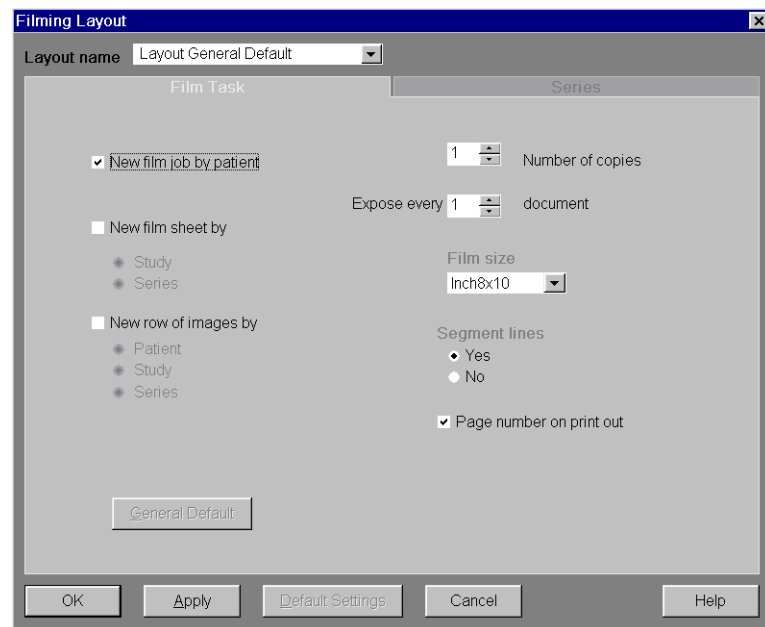 Filming Layout
Layout name Layout General Default
Film Task Series
New film job by patient
1 Number of copies
Expose every 1 document
New film sheet by
Study
Series
Film size
Inch8x10
New row of images by
Patient
Study
Series
Segment lines
Yes
No
Page number on print out
General Default
OK Apply Default Settings Cancel Help